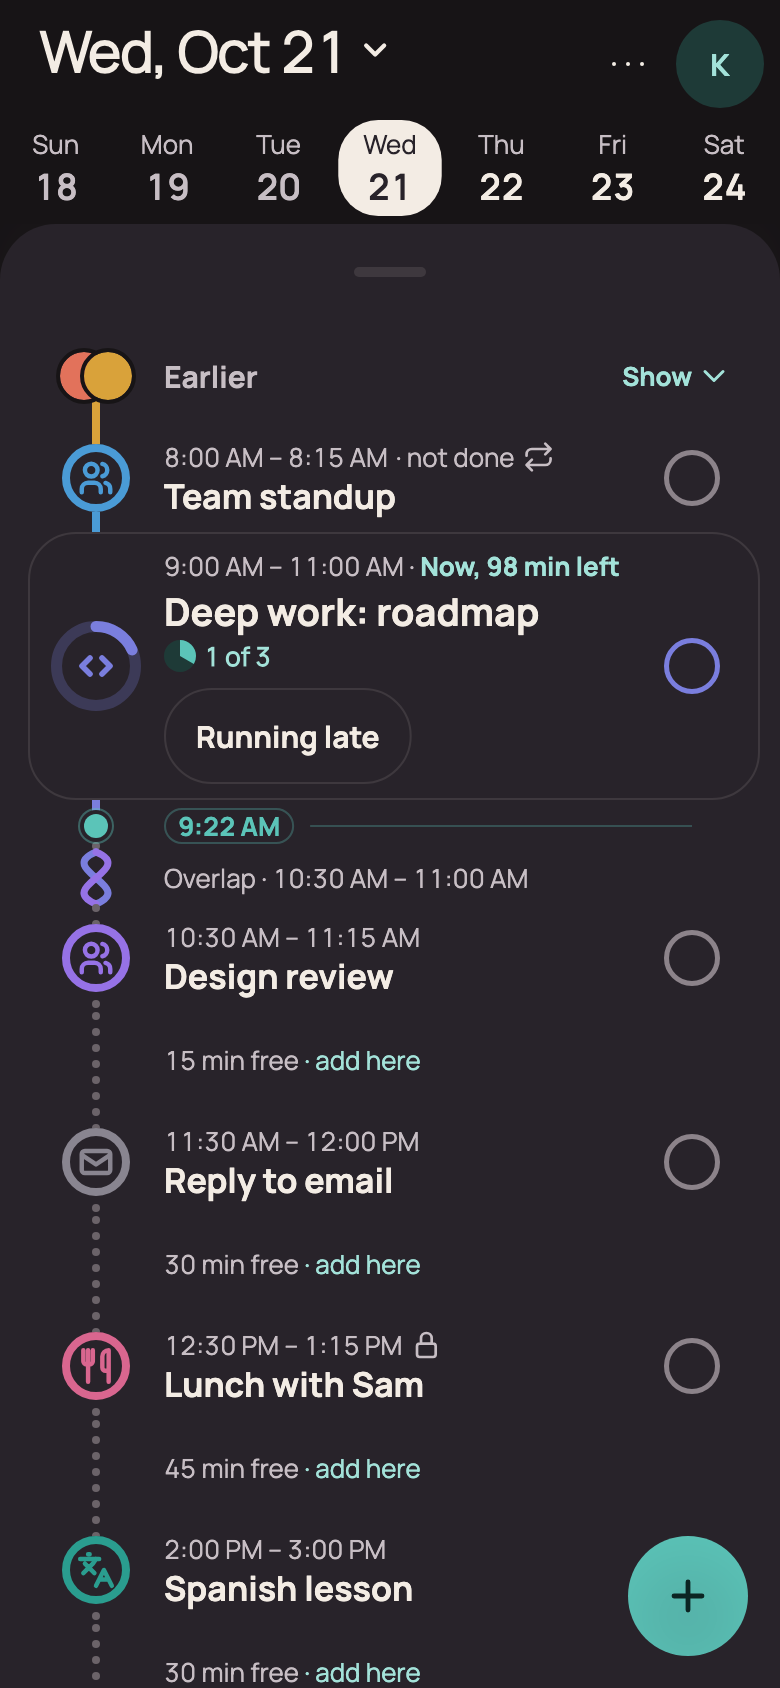 Wed, Oct 21
...
K
Sun Mon Tue Wed Thu Fri Sat
18 19 20 21 22 23 24
Earlier
Show
8:00 AM – 8:15 AM · not done
Team standup
9:00 AM – 11:00 AM · Now, 98 min left
Deep work: roadmap
1 of 3
Running late
9:22 AM
Overlap · 10:30 AM – 11:00 AM
10:30 AM – 11:15 AM
Design review
15 min free · add here
11:30 AM – 12:00 PM
Reply to email
30 min free · add here
12:30 PM – 1:15 PM
Lunch with Sam
45 min free · add here
2:00 PM – 3:00 PM
Spanish lesson
30 min free · add here